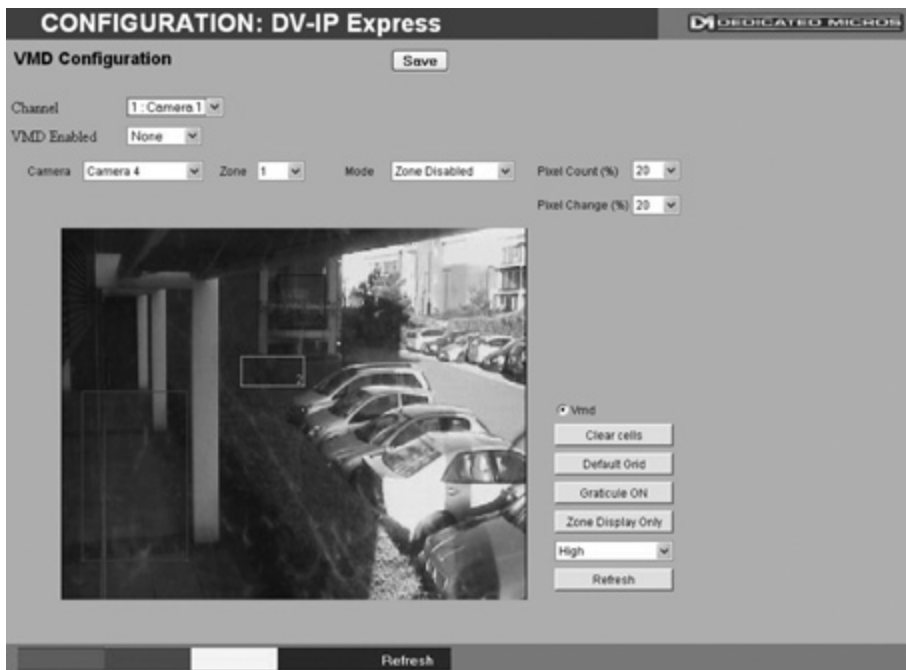 CONFIGURATION: DV-IP Express
DEDICATED MICROS
VMD Configuration
Save
Channel 1 : Camera 1
VMD Enabled None
Camera Camera 4 Zone 1 Mode Zone Disabled Pixel Count (%) 20
Pixel Change (%) 20
2
Vmd
Clear cells
Default Grid
Graticule ON
Zone Display Only
High
Refresh
Refresh